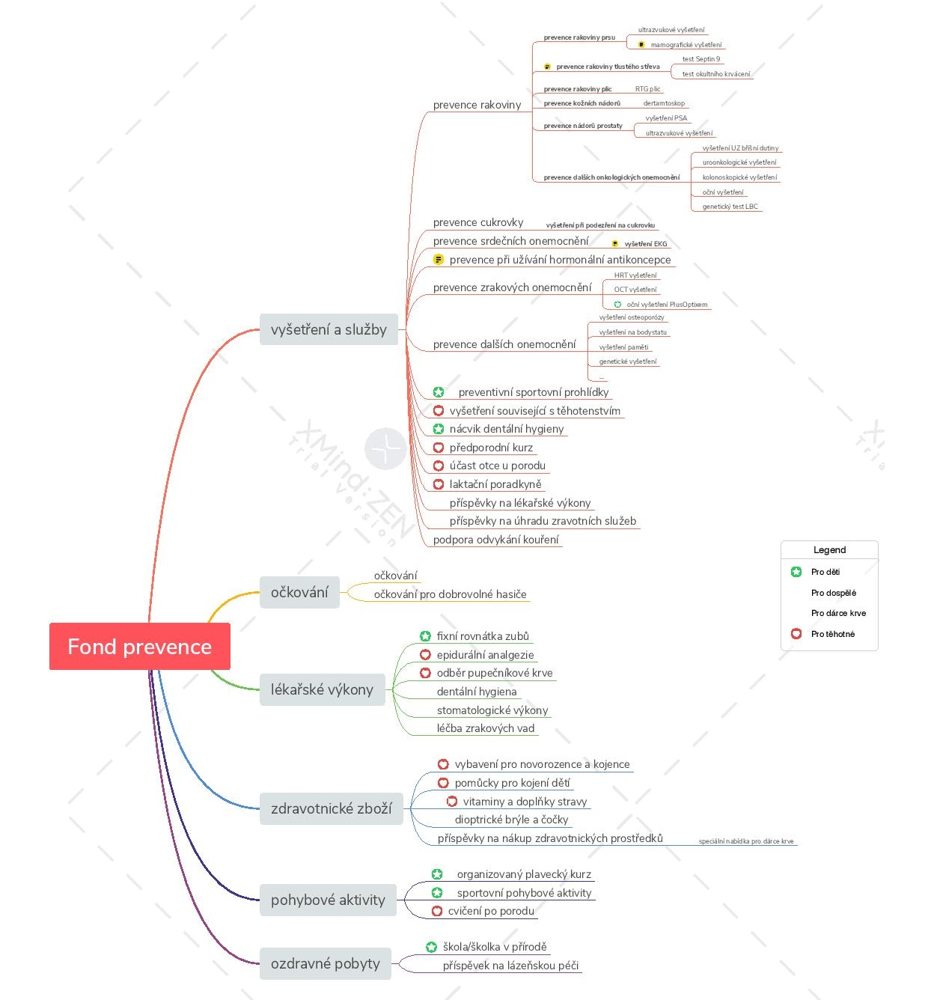 prevence rakoviny prsu
ultrazvukové vyšetření
mamografické vyšetření
prevence rakoviny tlustého střeva
test Septin 9
test okultního krvácení
prevence rakoviny plic
RTG plic
prevence kožních nádorů
dertamtoskop
prevence rakoviny
prevence nádorů prostaty
vyšetření PSA
ultrazvukové vyšetření
prevence dalších onkologických onemocnění
vyšetření UZ bříšní dutiny
uroonkologické vyšetření
kolonoskopické vyšetření
oční vyšetření
genetický test LBC
prevence cukrovky
vyšetření při podezření na cukrovku
prevence srdečních onemocnění
vyšetření EKG
prevence při užívání hormonální antikoncepce
prevence zrakových onemocnění
HRT vyšetření
OCT vyšetření
oční vyšetření PlusOptixem
vyšetření a služby
prevence dalších onemocnění
vyšetření osteoporózy
vyšetření na bodystatu
vyšetření paměti
genetické vyšetření
...
preventivní sportovní prohlídky
vyšetření související s těhotenstvím
nácvik dentální hygieny
předporodní kurz
účast otce u porodu
laktační poradkyně
příspěvky na lékařské výkony
příspěvky na úhradu zravotních služeb
podpora odvykání kouření
XMind:ZEN
Trial Version
Legend
Pro děti
Pro dospělé
Pro dárce krve
Pro těhotné
očkování
očkování
očkování pro dobrovolné hasiče
Fond prevence
lékařské výkony
fixní rovnátka zubů
epidurální analgezie
odběr pupečníkové krve
dentální hygiena
stomatologické výkony
léčba zrakových vad
zdravotnické zboží
vybavení pro novorozence a kojence
pomůcky pro kojení dětí
vitaminy a doplňky stravy
dioptrické brýle a čočky
příspěvky na nákup zdravotnických prostředků
speciální nabídka pro dárce krve
pohybové aktivity
organizovaný plavecký kurz
sportovní pohybové aktivity
cvičení po porodu
ozdravné pobyty
škola/školka v přírodě
příspěvek na lázeňskou péči